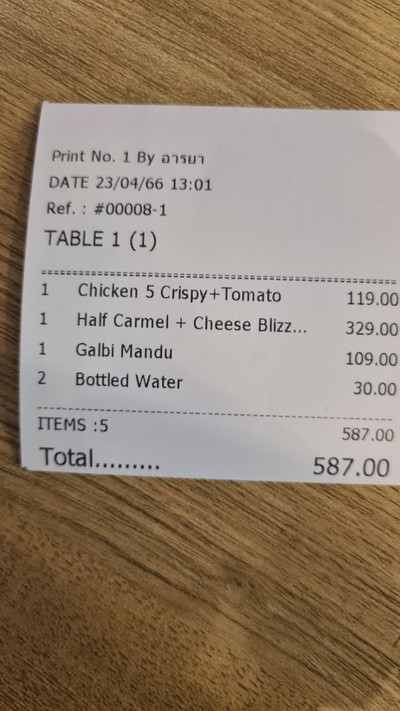 Print No. 1 By อารยา
DATE 23/04/66 13:01
Ref. : #00008-1
TABLE 1 (1)
1 Chicken 5 Crispy+Tomato 119.00
1 Half Carmel + Cheese Blizz... 329.00
1 Galbi Mandu 109.00
2 Bottled Water 30.00
ITEMS :5 587.00
Total......... 587.00